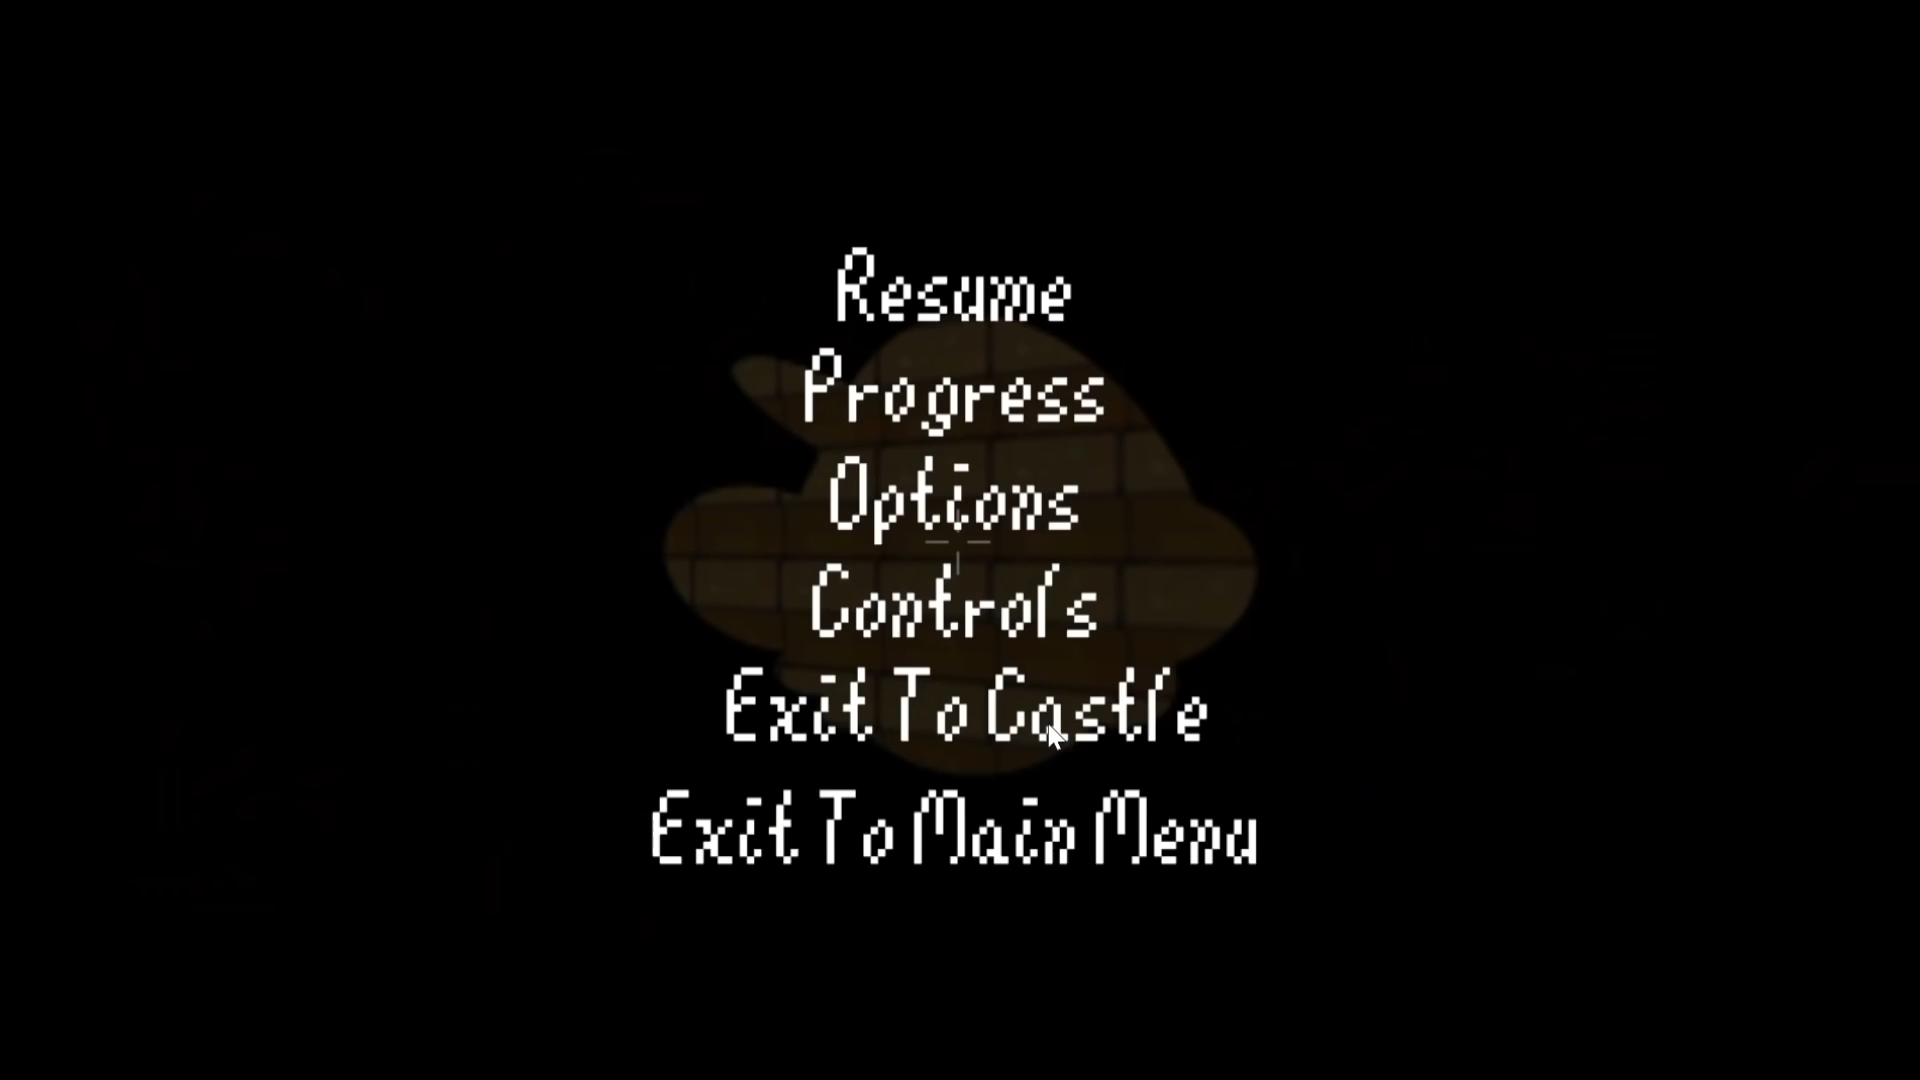 Resume
Progress
Options
Controls
Exit To Castle
Exit To Main Menu